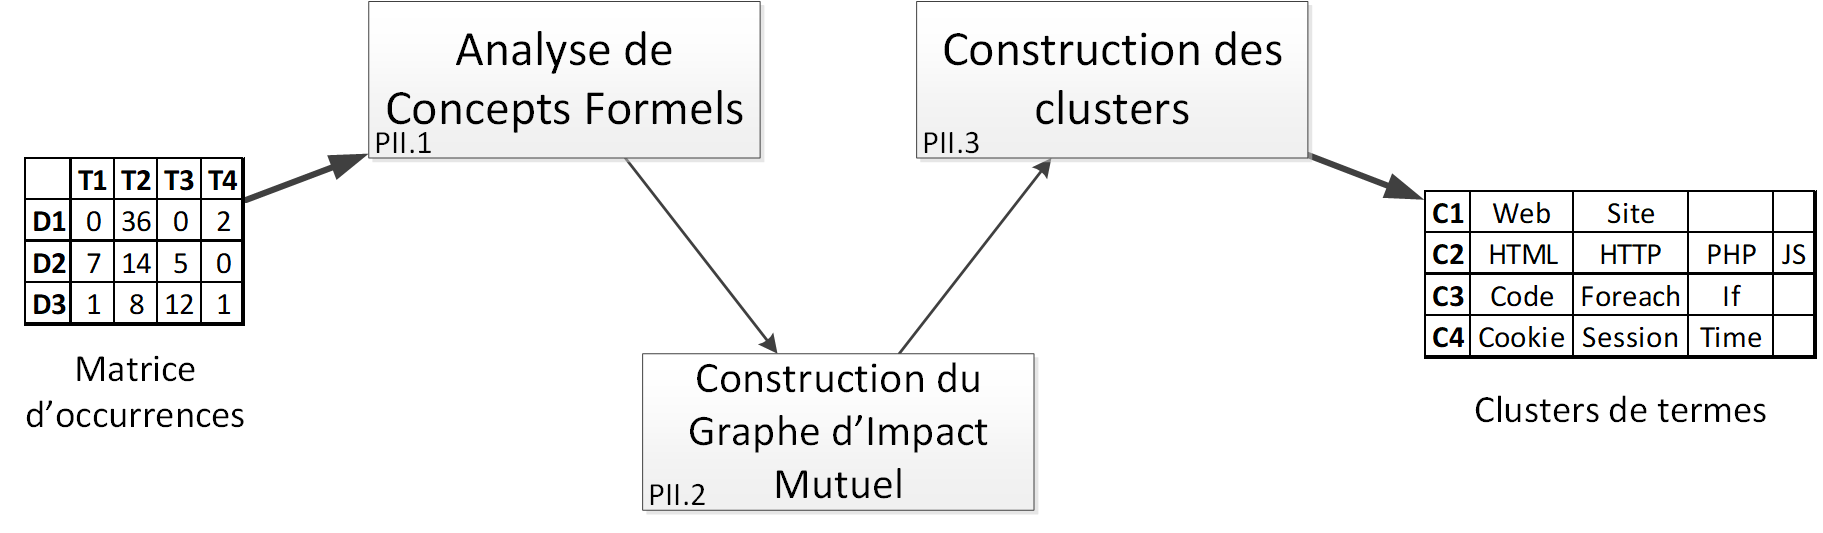 T1 T2 T3 T4
D1 0 36 0 2
D2 7 14 5 0
D3 1 8 12 1
Matrice
d’occurrences
Analyse de
Concepts Formels
PII.1
Construction du
Graphe d’Impact
Mutuel
PII.2
Construction des
clusters
PII.3
C1 Web Site
C2 HTML HTTP PHP JS
C3 Code Foreach If
C4 Cookie Session Time
Clusters de termes